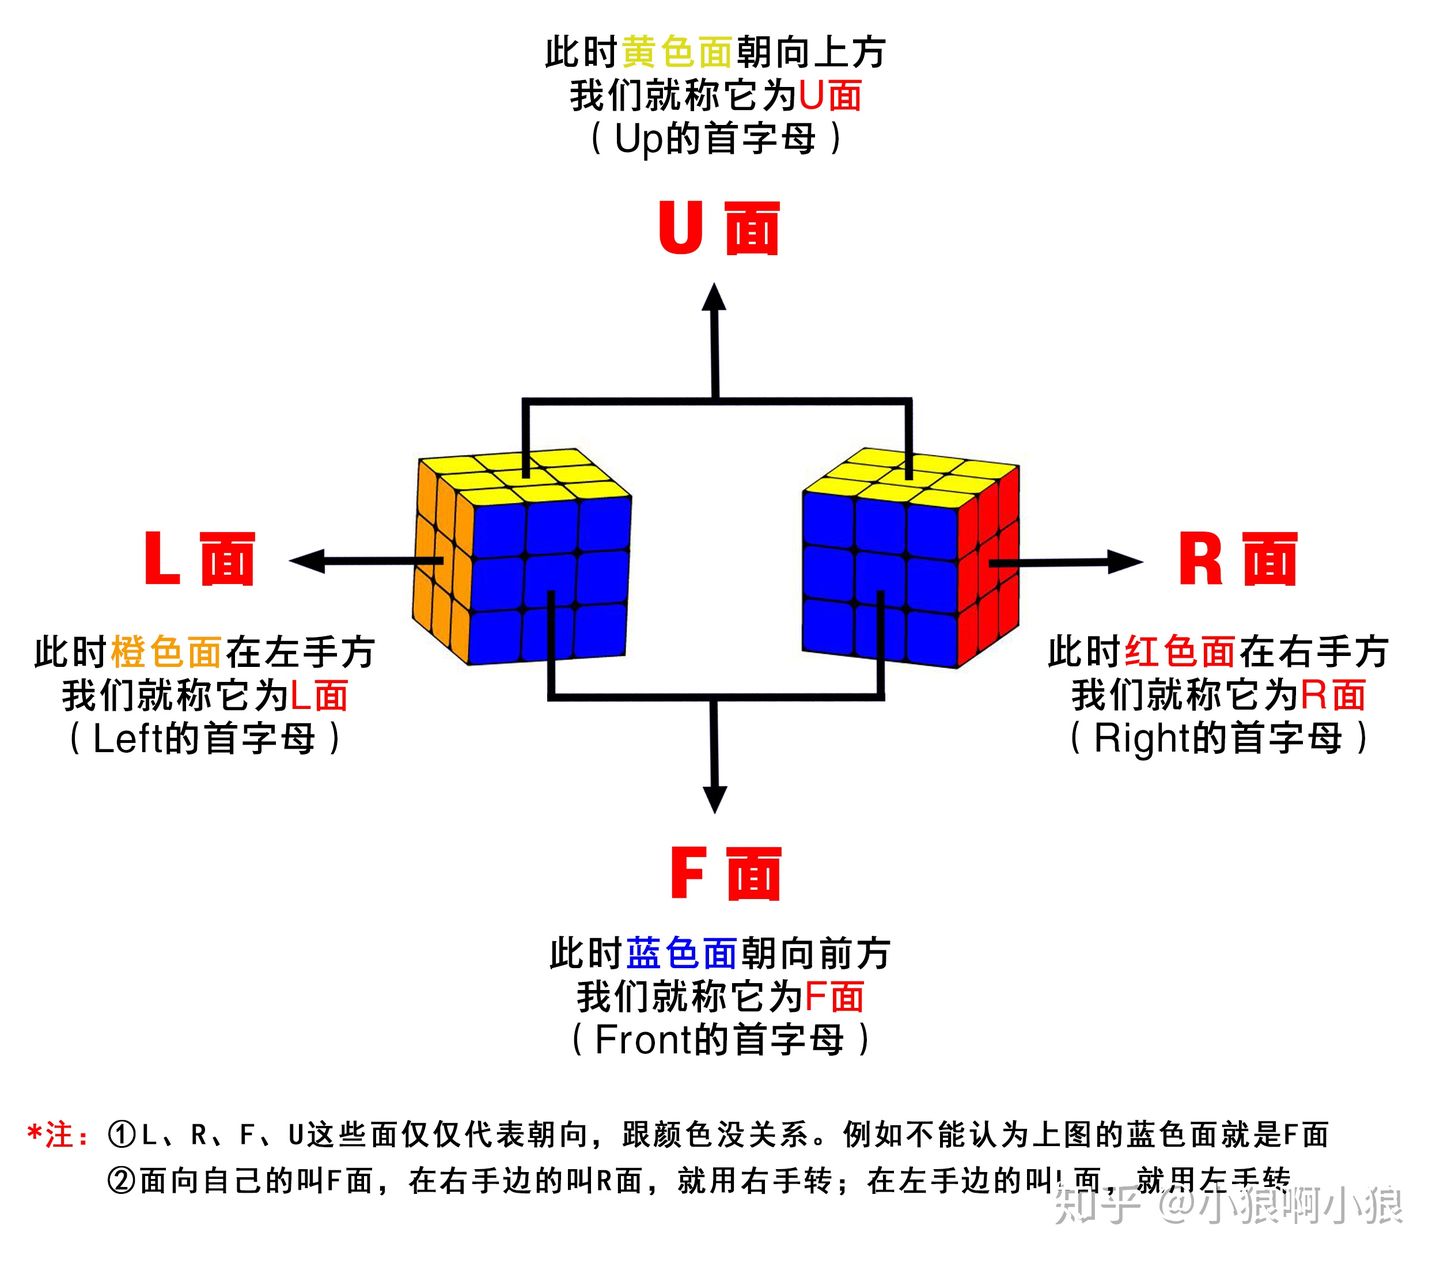 此时黄色面朝向上方
我们就称它为U面
（Up的首字母）
U 面
L 面
R 面
此时橙色面在左手方
我们就称它为L面
（Left的首字母）
此时红色面在右手方
我们就称它为R面
（Right的首字母）
F 面
此时蓝色面朝向前方
我们就称它为F面
（Front的首字母）
*注：①L、R、F、U这些面仅仅代表朝向，跟颜色没关系。例如不能认为上图的蓝色面就是F面
②面向自己的叫F面，在右手边的叫R面，就用右手转；在左手边的叫L面，就用左手转
知乎 @小狼啊小狼